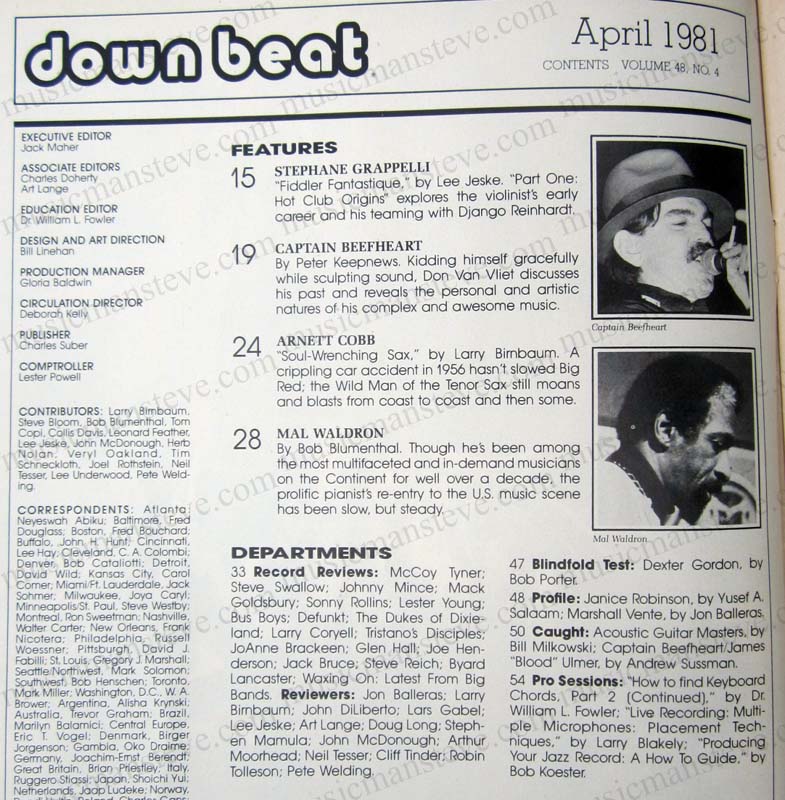 down beat
April 1981
CONTENTS VOLUME 48, NO. 4
EXECUTIVE EDITOR
Jack Maher
ASSOCIATE EDITORS
Charles Doherty
Art Lange
EDUCATION EDITOR
Dr. William L. Fowler
DESIGN AND ART DIRECTION
Bill Linehan
PRODUCTION MANAGER
Gloria Baldwin
CIRCULATION DIRECTOR
Deborah Kelly
PUBLISHER
Charles Suber
COMPTROLLER
Lester Powell
CONTRIBUTORS: Larry Birnbaum,
Steve Bloom, Bob Blumenthal, Tom
Copi, Collis Davis, Leonard Feather,
Lee Jeske, John McDonough, Herb
Nolan, Veryl Oakland, Tim
Schneckloth, Joel Rothstein, Neil
Tesser, Lee Underwood, Pete Weld-
ing.
CORRESPONDENTS: Atlanta,
Neyeswah Abiku; Baltimore, Fred
Douglass; Boston, Fred Bouchard;
Buffalo, John H. Hunt; Cincinnati,
Lee Hay; Cleveland, C. A. Colombi;
Denver, Bob Cataliotti; Detroit,
David Wild; Kansas City, Carol
Comer; Miami/Ft. Lauderdale, Jack
Sohmer; Milwaukee, Joya Caryl;
Minneapolis/St. Paul, Steve Westby;
Montreal, Ron Sweetman; Nashville,
Walter Carter; New Orleans, Frank
Nicotera; Philadelphia, Russell
Woessner; Pittsburgh, David J.
Fabilli; St. Louis, Gregory J. Marshall;
Seattle/Northwest, Mark Solomon;
Southwest, Bob Henschen; Toronto,
Mark Miller; Washington, D.C., W. A.
Brower; Argentina, Alisha Krynski;
Australia, Trevor Graham; Brazil,
Marilyn Balamici; Central Europe,
Eric T. Vogel; Denmark, Birger
Jorgenson; Gambia, Oko Draime;
Germany, Joachim-Ernst Berendt;
Great Britain, Brian Priestley; Italy,
Ruggero Stiassi; Japan, Shoichi Yui;
Netherlands, Jaap Ludeke; Norway,
FEATURES
15 STEPHANE GRAPPELLI
"Fiddler Fantastique," by Lee Jeske. "Part One:
Hot Club Origins" explores the violinist's early
career and his teaming with Django Reinhardt.
19 CAPTAIN BEEFHEART
By Peter Keepnews. Kidding himself gracefully
while sculpting sound, Don Van Vliet discusses
his past and reveals the personal and artistic
natures of his complex and awesome music.
24 ARNETT COBB
"Soul-Wrenching Sax," by Larry Birnbaum. A
crippling car accident in 1956 hasn't slowed Big
Red; the Wild Man of the Tenor Sax still moans
and blasts from coast to coast and then some.
28 MAL WALDRON
By Bob Blumenthal. Though he's been among
the most multifaceted and in-demand musicians
on the Continent for well over a decade, the
prolific pianist's re-entry to the U.S. music scene
has been slow, but steady.
Captain Beefheart
Mal Waldron
DEPARTMENTS
33 Record Reviews: McCoy Tyner;
Steve Swallow; Johnny Mince; Mack
Goldsbury; Sonny Rollins; Lester Young;
Bus Boys; Defunkt; The Dukes of Dixie-
land; Larry Coryell; Tristano's Disciples;
JoAnne Brackeen; Glen Hall; Joe Hen-
derson; Jack Bruce; Steve Reich; Byard
Lancaster; Waxing On: Latest From Big
Bands. Reviewers: Jon Balleras; Larry
Birnbaum; John DiLiberto; Lars Gabel;
Lee Jeske; Art Lange; Doug Long; Steph-
en Mamula; John McDonough; Arthur
Moorhead; Neil Tesser; Cliff Tinder; Robin
Tolleson; Pete Welding.
47 Blindfold Test: Dexter Gordon, by
Bob Porter.
48 Profile: Janice Robinson, by Yusef A.
Salaam; Marshall Vente, by Jon Balleras.
50 Caught: Acoustic Guitar Masters, by
Bill Milkowski; Captain Beefheart/James
"Blood" Ulmer, by Andrew Sussman.
54 Pro Sessions: "How to find Keyboard
Chords, Part 2 (Continued)," by Dr.
William L. Fowler; "Live Recording: Multi-
ple Microphones: Placement Tech-
niques," by Larry Blakely; "Producing
Your Jazz Record: A How To Guide," by
Bob Koester.
musicmansteve.com